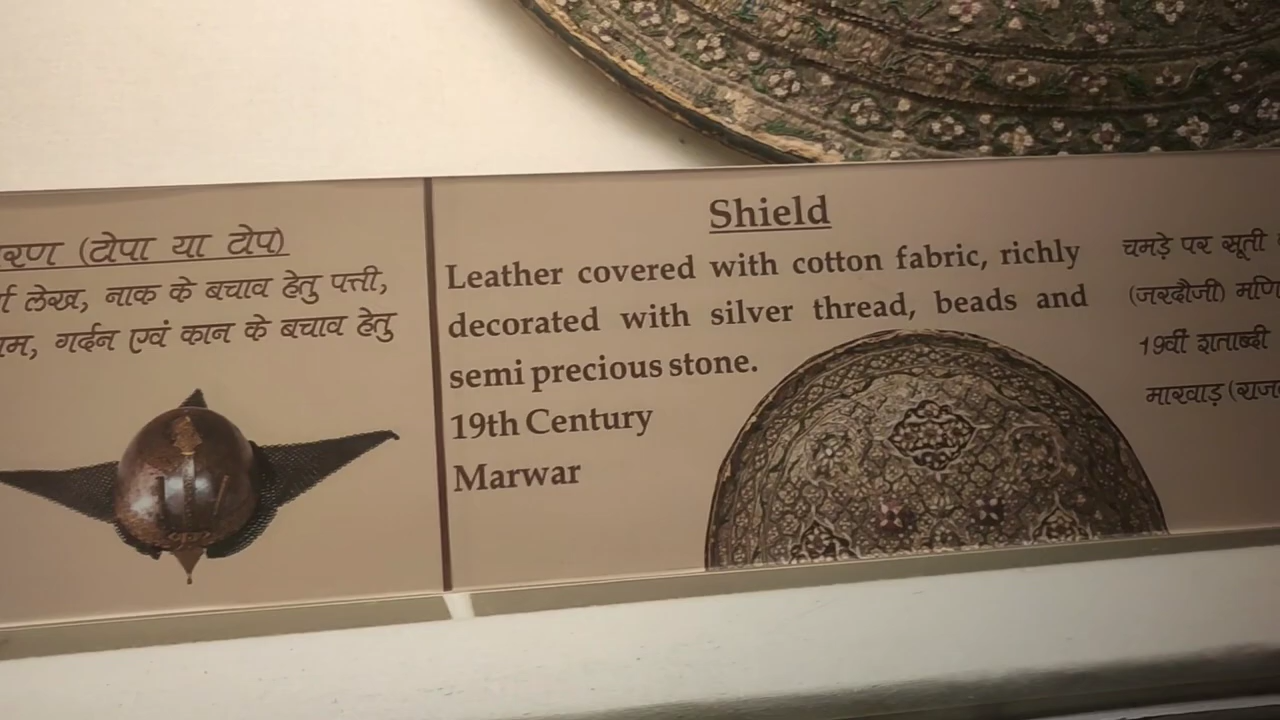 (टोपा या टोप)
लेख, नाक के बचाव हेतु पत्ती,
गर्दन एवं कान के बचाव हेतु
Shield
Leather covered with cotton fabric, richly
decorated with silver thread, beads and
semi precious stone.
19th Century
Marwar
चमड़े पर सूती
(जरदौजी)
19वीं शताब्दी
मारवाड़